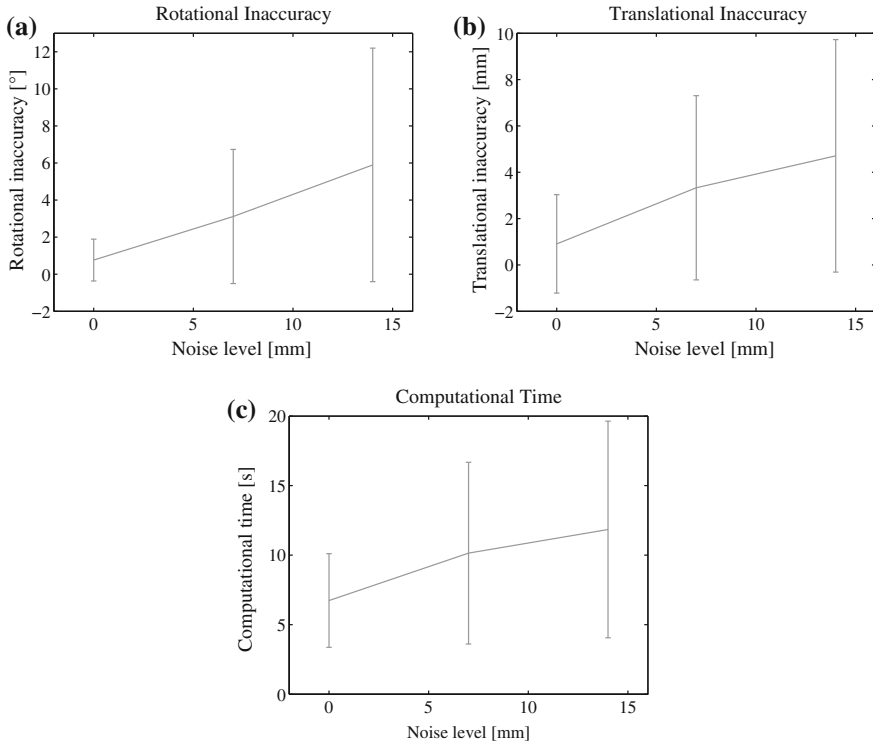 (a)
Rotational Inaccuracy
Rotational inaccuracy [°]
12
10
8
6
4
2
0
−2
0 5 10 15
Noise level [mm]
(b)
Translational Inaccuracy
Translational inaccuracy [mm]
10
8
6
4
2
0
−2
0 5 10 15
Noise level [mm]
(c)
Computational Time
Computational time [s]
20
15
10
5
0
0 5 10 15
Noise level [mm]